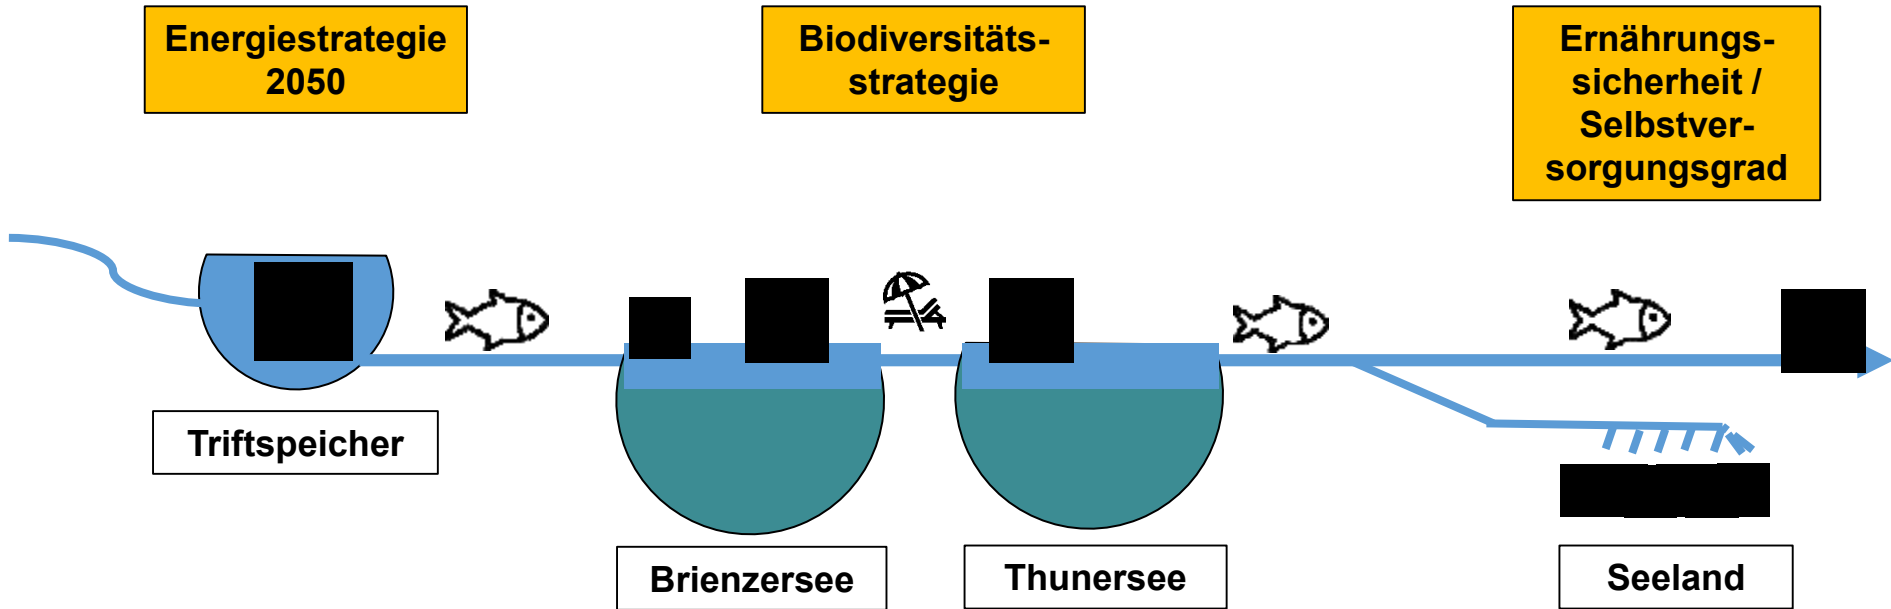 Energiestrategie
2050
Biodiversitäts-
strategie
Ernährungs-
sicherheit /
Selbstver-
sorgungsgrad
Triftspeicher
Brienzersee
Thunersee
Seeland